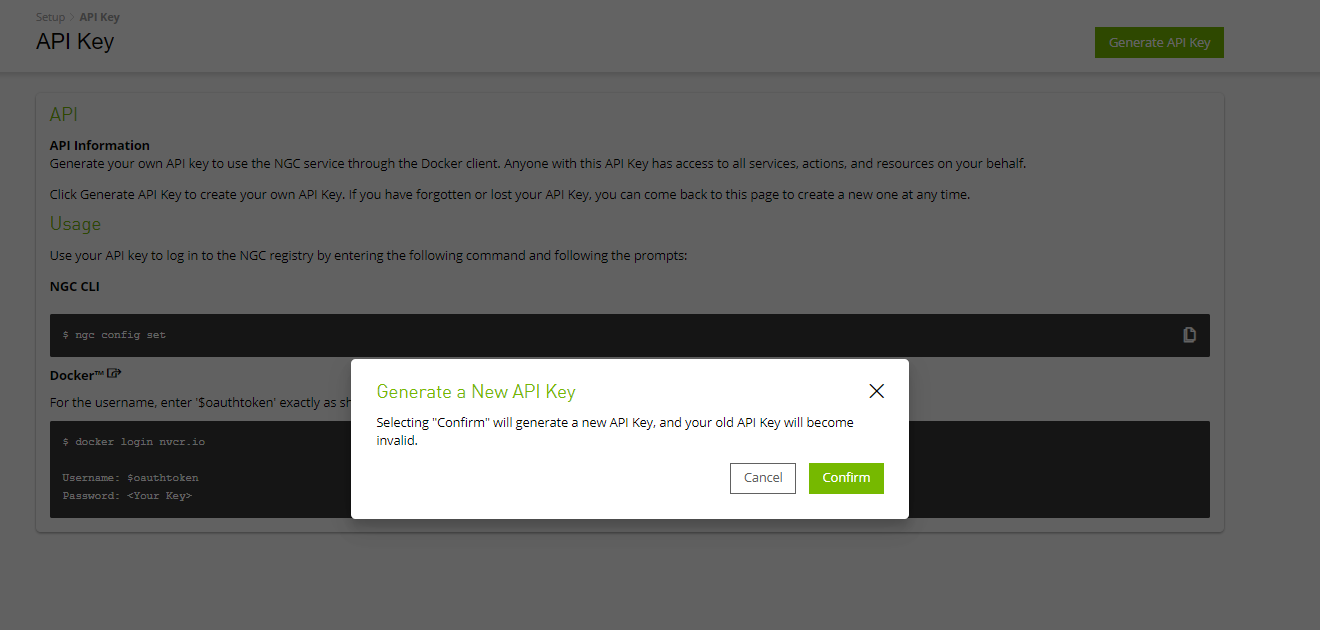 Setup > API Key
API Key
Generate API Key
API
API Information
Generate your own API key to use the NGC service through the Docker client. Anyone with this API Key has access to all services, actions, and resources on your behalf.
Click Generate API Key to create your own API Key. If you have forgotten or lost your API Key, you can come back to this page to create a new one at any time.
Usage
Use your API key to log in to the NGC registry by entering the following command and following the prompts:
NGC CLI
$ ngc config set
Docker™
For the username, enter '$oauthtoken' exactly as
$ docker login nvcr.io
Username: $oauthtoken
Password: <Your Key>
Generate a New API Key
Selecting "Confirm" will generate a new API Key, and your old API Key will become
invalid.
Cancel
Confirm